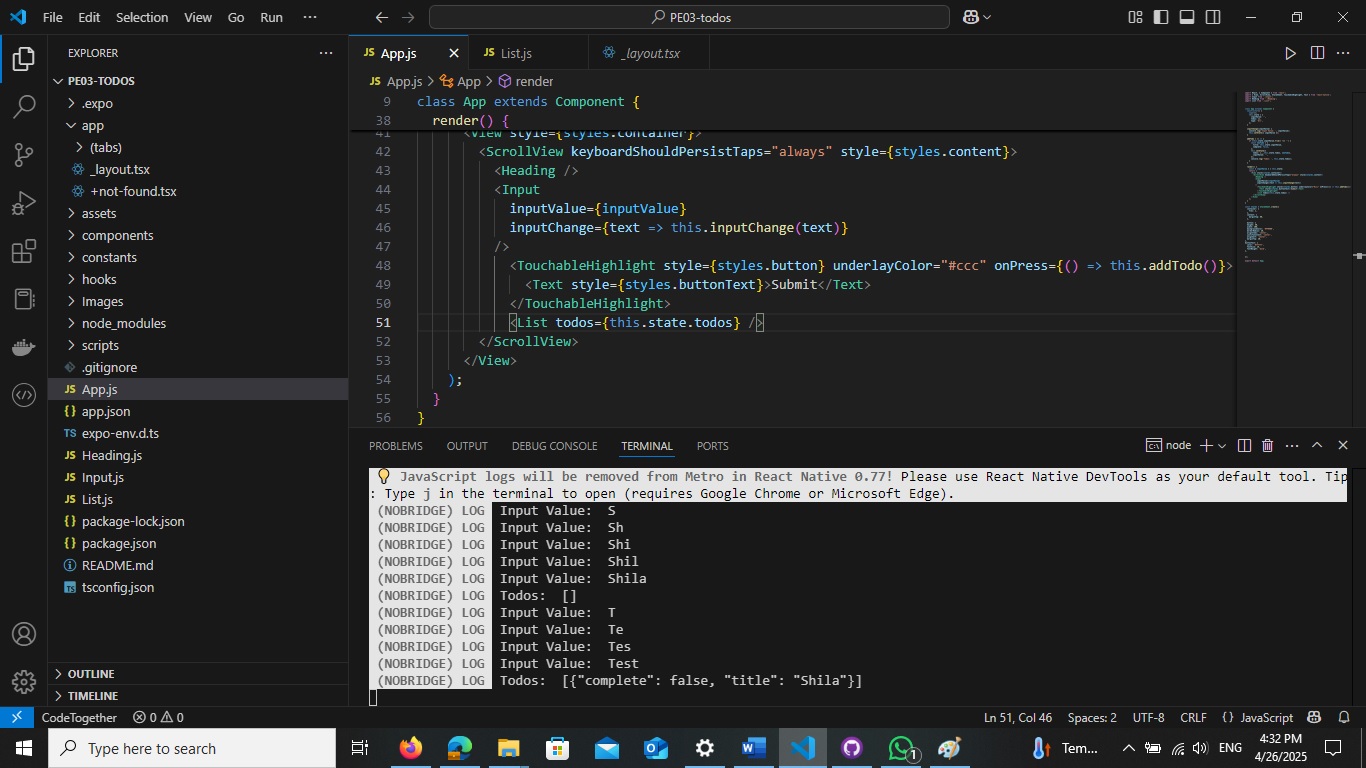 File Edit Selection View Go Run ··· PE03-todos
EXPLORER ···
PE03-TODOS
.expo
app
(tabs)
_layout.tsx
+not-found.tsx
assets
components
constants
hooks
Images
node_modules
scripts
.gitignore
JS App.js
{} app.json
TS expo-env.d.ts
JS Heading.js
JS Input.js
JS List.js
{} package-lock.json
{} package.json
README.md
TS tsconfig.json
OUTLINE
TIMELINE
JS App.js JS List.js _layout.tsx
JS App.js > App > render
9 class App extends Component {
38 render() {
41 <View style={styles.container}>
42 <ScrollView keyboardShouldPersistTaps="always" style={styles.content}>
43 <Heading />
44 <Input
45 inputValue={inputValue}
46 inputChange={text => this.inputChange(text)}
47 />
48 <TouchableHighlight style={styles.button} underlayColor="#ccc" onPress={() => this.addTodo()}>
49 <Text style={styles.buttonText}>Submit</Text>
50 </TouchableHighlight>
51 <List todos={this.state.todos} />
52 </ScrollView>
53 </View>
54 );
55 }
56 }
PROBLEMS OUTPUT DEBUG CONSOLE TERMINAL PORTS node
JavaScript logs will be removed from Metro in React Native 0.77! Please use React Native DevTools as your default tool. Tip
: Type j in the terminal to open (requires Google Chrome or Microsoft Edge).
(NOBRIDGE) LOG Input Value: S
(NOBRIDGE) LOG Input Value: Sh
(NOBRIDGE) LOG Input Value: Shi
(NOBRIDGE) LOG Input Value: Shil
(NOBRIDGE) LOG Input Value: Shila
(NOBRIDGE) LOG Todos: []
(NOBRIDGE) LOG Input Value: T
(NOBRIDGE) LOG Input Value: Te
(NOBRIDGE) LOG Input Value: Tes
(NOBRIDGE) LOG Input Value: Test
(NOBRIDGE) LOG Todos: [{"complete": false, "title": "Shila"}]
CodeTogether 0 0 Ln 51, Col 46 Spaces: 2 UTF-8 CRLF {} JavaScript
Type here to search 1 Tem... ENG 4:32 PM
4/26/2025